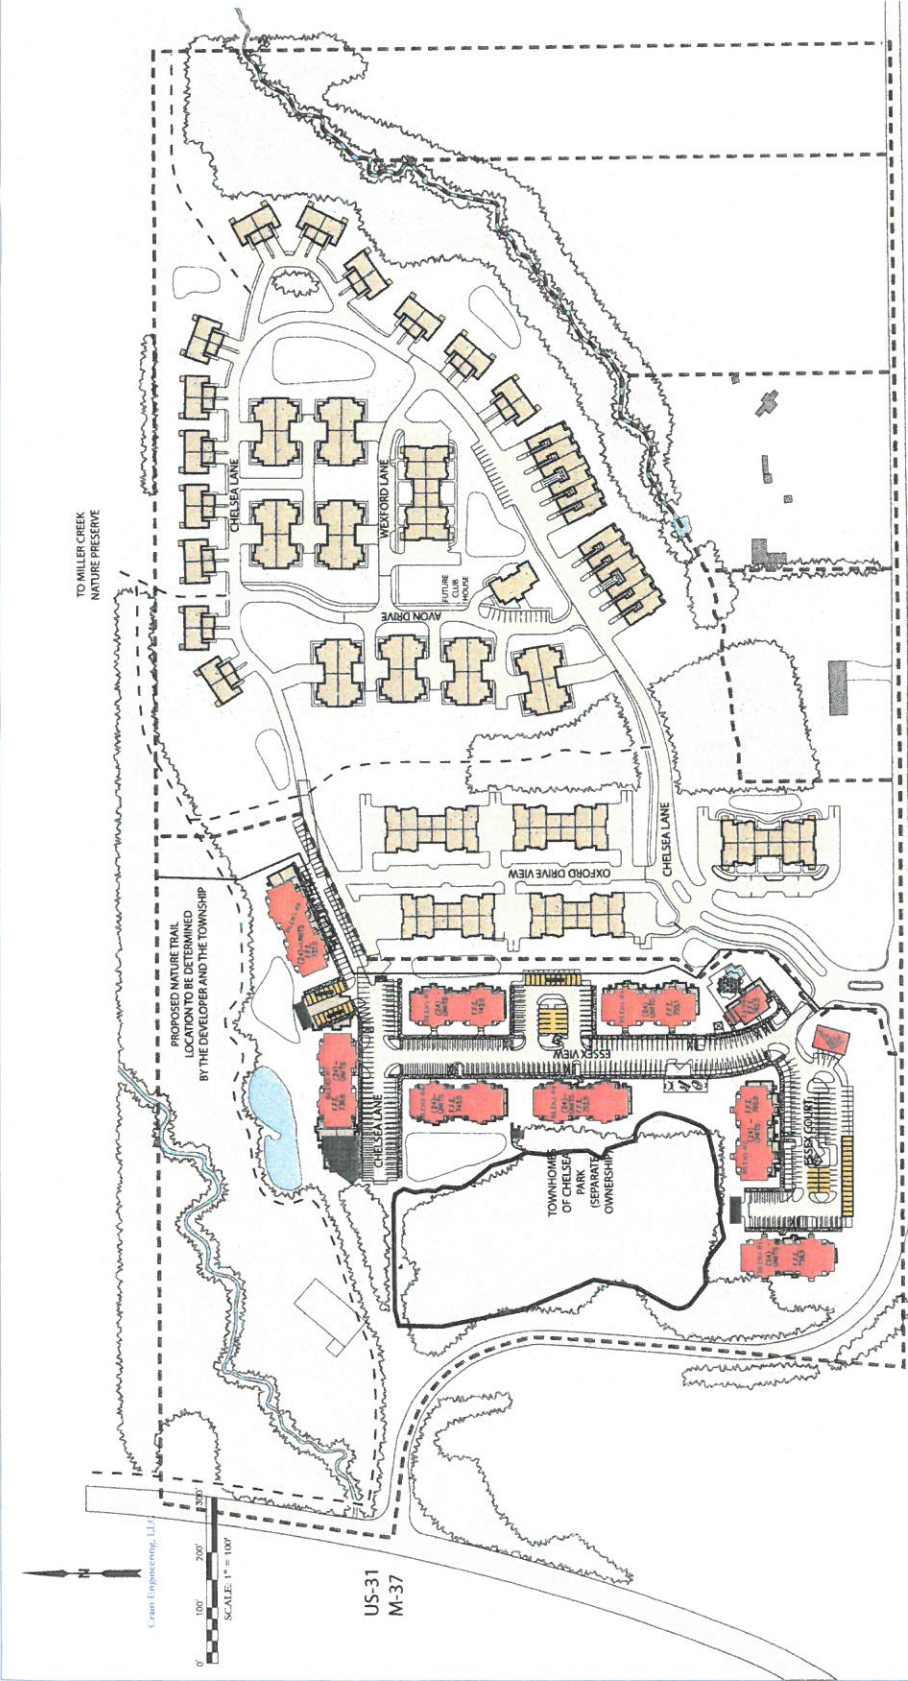 TO MILLER CREEK
NATURE PRESERVE
CHELSEA LANE
WEXFORD LANE
FUTURE
CLUB
HOUSE
AVON DRIVE
PROPOSED NATURE TRAIL
LOCATION TO BE DETERMINED
BY THE DEVELOPER AND THE TOWNSHIP
OXFORD DRIVE VIEW
CHELSEA LANE
ESSEX VIEW
CHELSEA LANE
ESSEX COURT
TOWNHOMES
OF CHELSEA
PARK
(SEPARATE
OWNERSHIP
US-31
M-37
N
Crain Engineering, LLC
0' 100' 200' 300'
SCALE: 1" = 100'